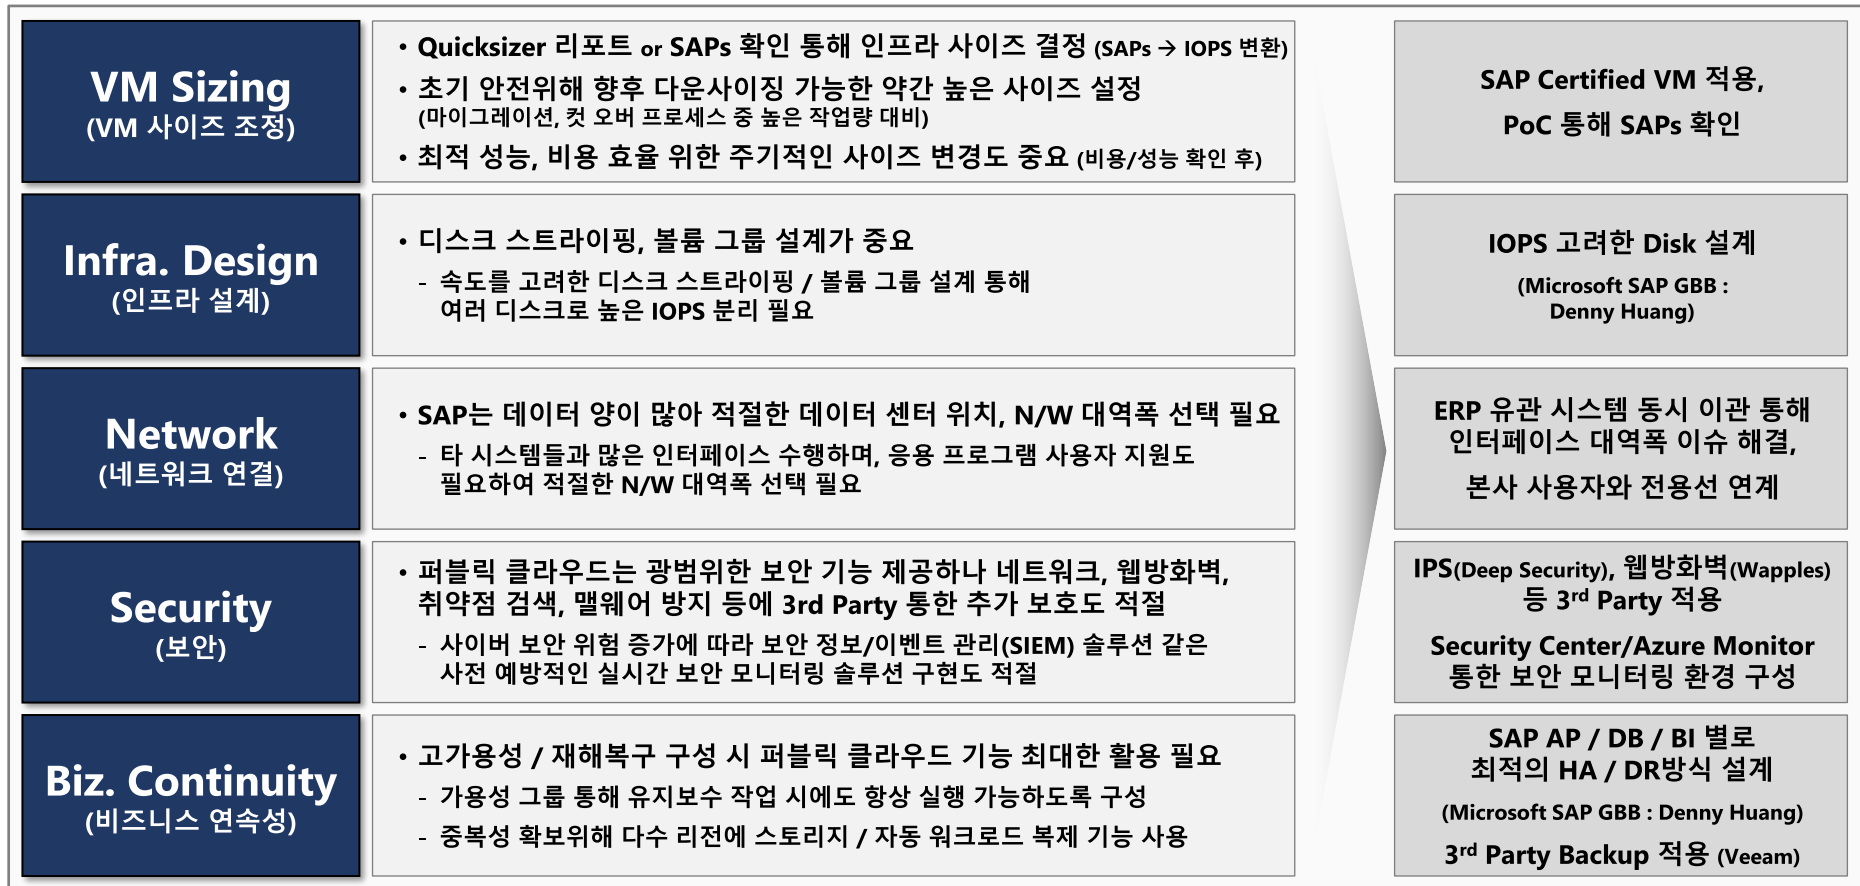 VM Sizing
(VM 사이즈 조정)
• Quicksizer 리포트 or SAPs 확인 통해 인프라 사이즈 결정 (SAPs → IOPS 변환)
• 초기 안전위해 향후 다운사이징 가능한 약간 높은 사이즈 설정
(마이그레이션, 컷 오버 프로세스 중 높은 작업량 대비)
• 최적 성능, 비용 효율 위한 주기적인 사이즈 변경도 중요 (비용/성능 확인 후)
SAP Certified VM 적용,
PoC 통해 SAPs 확인
Infra. Design
(인프라 설계)
• 디스크 스트라이핑, 볼륨 그룹 설계가 중요
- 속도를 고려한 디스크 스트라이핑 / 볼륨 그룹 설계 통해
여러 디스크로 높은 IOPS 분리 필요
IOPS 고려한 Disk 설계
(Microsoft SAP GBB :
Denny Huang)
Network
(네트워크 연결)
• SAP는 데이터 양이 많아 적절한 데이터 센터 위치, N/W 대역폭 선택 필요
- 타 시스템들과 많은 인터페이스 수행하며, 응용 프로그램 사용자 지원도
필요하여 적절한 N/W 대역폭 선택 필요
ERP 유관 시스템 동시 이관 통해
인터페이스 대역폭 이슈 해결,
본사 사용자와 전용선 연계
Security
(보안)
• 퍼블릭 클라우드는 광범위한 보안 기능 제공하나 네트워크, 웹방화벽,
취약점 검색, 맬웨어 방지 등에 3rd Party 통한 추가 보호도 적절
- 사이버 보안 위험 증가에 따라 보안 정보/이벤트 관리(SIEM) 솔루션 같은
사전 예방적인 실시간 보안 모니터링 솔루션 구현도 적절
IPS(Deep Security), 웹방화벽(Wapples)
등 3rd Party 적용
Security Center/Azure Monitor
통한 보안 모니터링 환경 구성
Biz. Continuity
(비즈니스 연속성)
• 고가용성 / 재해복구 구성 시 퍼블릭 클라우드 기능 최대한 활용 필요
- 가용성 그룹 통해 유지보수 작업 시에도 항상 실행 가능하도록 구성
- 중복성 확보위해 다수 리전에 스토리지 / 자동 워크로드 복제 기능 사용
SAP AP / DB / BI 별로
최적의 HA / DR방식 설계
(Microsoft SAP GBB : Denny Huang)
3rd Party Backup 적용 (Veeam)